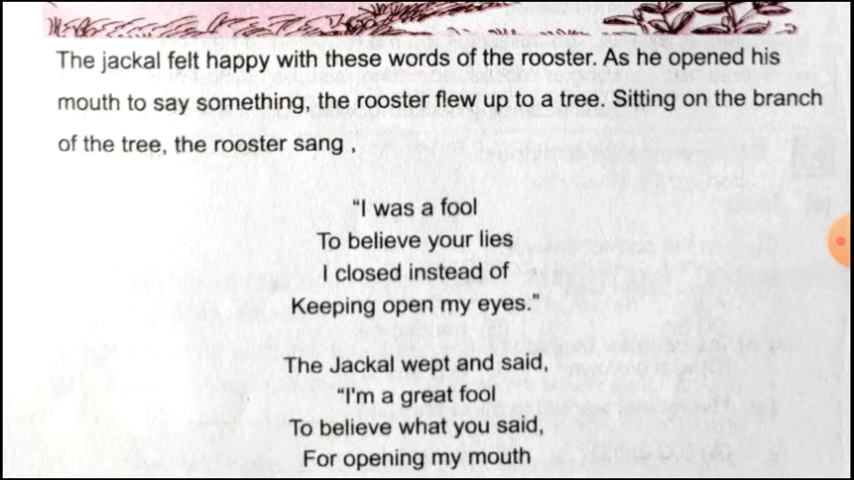 The jackal felt happy with these words of the rooster. As he opened his
mouth to say something, the rooster flew up to a tree. Sitting on the branch
of the tree, the rooster sang ,
“I was a fool
To believe your lies
I closed instead of
Keeping open my eyes.”
The Jackal wept and said,
“I'm a great fool
To believe what you said,
For opening my mouth